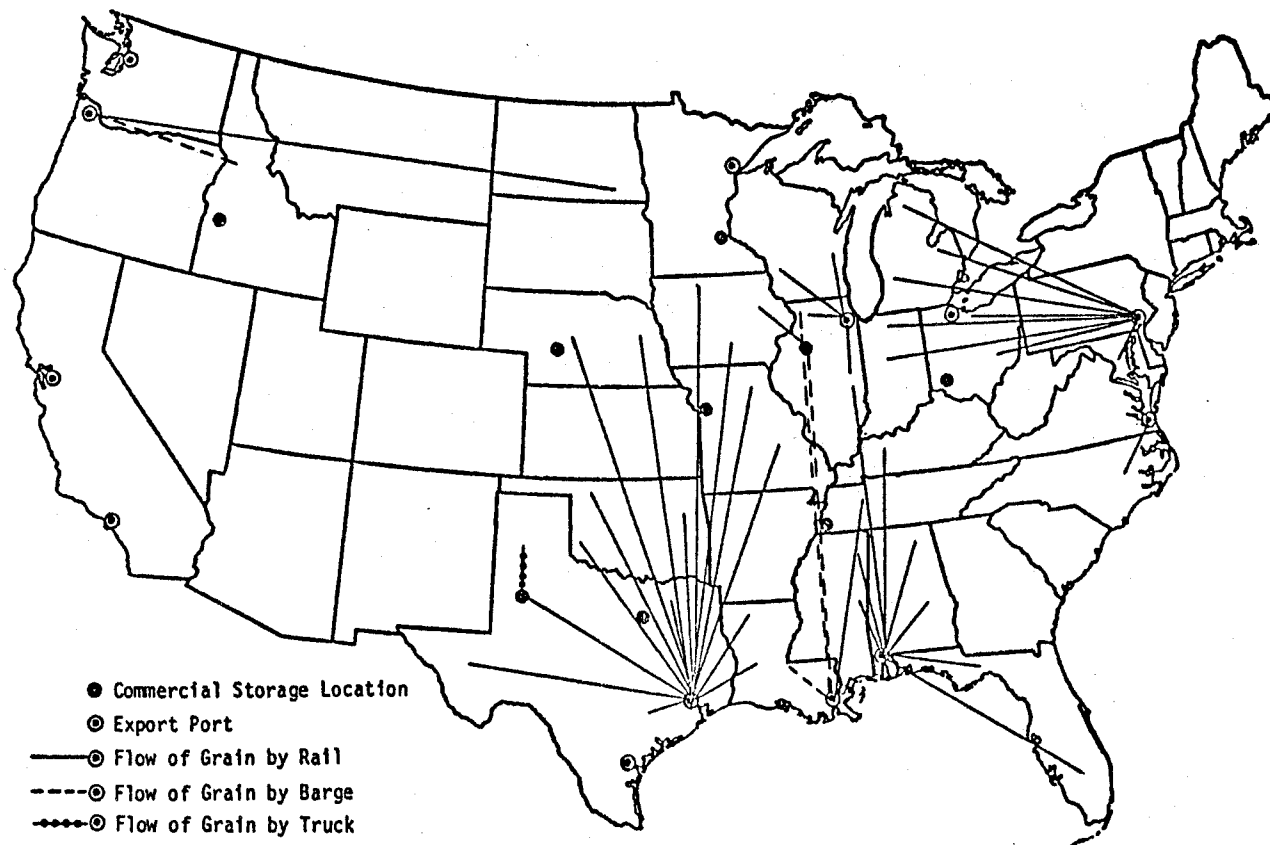 Commercial Storage Location
Export Port
Flow of Grain by Rail
Flow of Grain by Barge
Flow of Grain by Truck